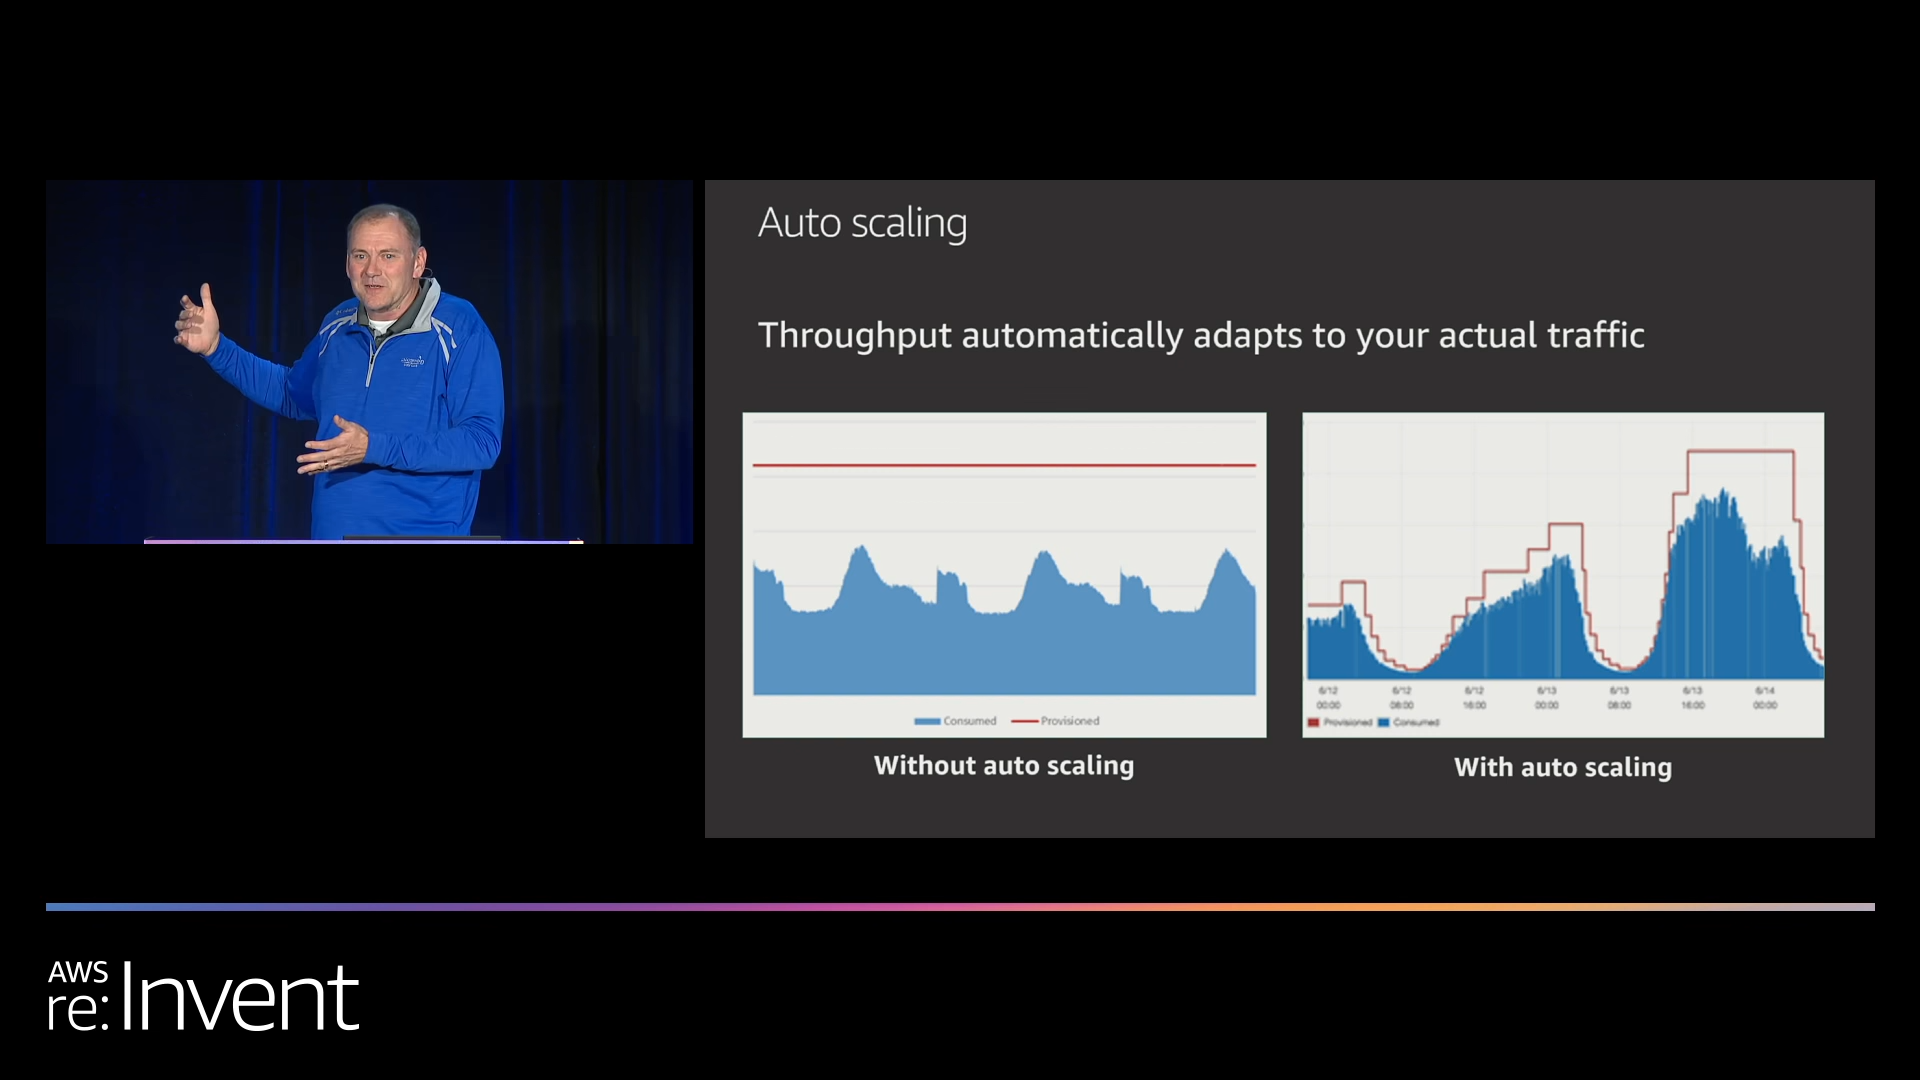 Auto scaling
Throughput automatically adapts to your actual traffic
Consumed Provisioned
6/12 6/12 6/12 6/13 6/13 6/13 6/14
00:00 08:00 16:00 00:00 08:00 16:00 00:00
Provisioned Consumed
Without auto scaling
With auto scaling
AWS
re:Invent